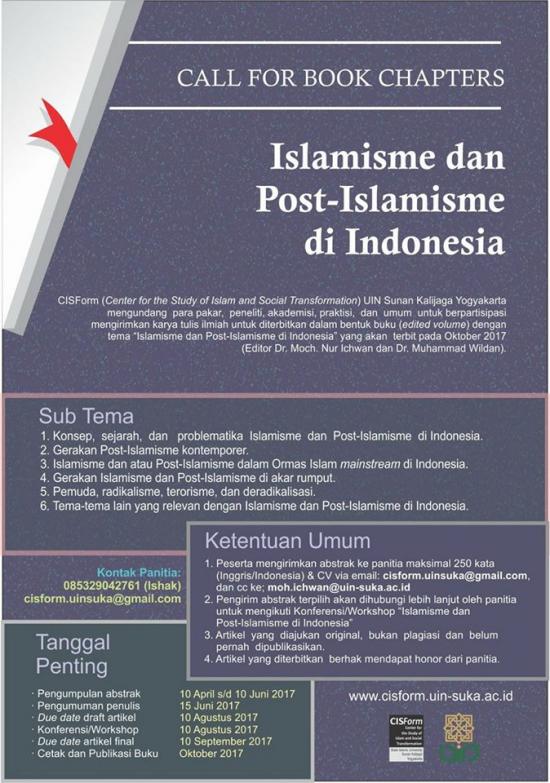 CALL FOR BOOK CHAPTERS
Islamisme dan
Post-Islamisme
di Indonesia
CISForm (Center for the Study of Islam and Social Transformation) UIN Sunan Kalijaga Yogyakarta
mengundang para pakar, peneliti, akademisi, praktisi, dan umum untuk berpartisipasi
mengirimkan karya tulis ilmiah untuk diterbitkan dalam bentuk buku (edited volume) dengan
tema “Islamisme dan Post-Islamisme di Indonesia” yang akan terbit pada Oktober 2017
(Editor Dr. Moch. Nur Ichwan dan Dr. Muhammad Wildan).
Sub Tema
1. Konsep, sejarah, dan problematika Islamisme dan Post-Islamisme di Indonesia.
2. Gerakan Post-Islamisme kontemporer.
3. Islamisme dan atau Post-Islamisme dalam Ormas Islam mainstream di Indonesia.
4. Gerakan Islamisme dan Post-Islamisme di akar rumput.
5. Pemuda, radikalisme, terorisme, dan deradikalisasi.
6. Tema-tema lain yang relevan dengan Islamisme dan Post-Islamisme di Indonesia.
Kontak Panitia:
085329042761 (Ishak)
cisform.uinsuka@gmail.com
Ketentuan Umum
1. Peserta mengirimkan abstrak ke panitia maksimal 250 kata
(Inggris/Indonesia) & CV via email: cisform.uinsuka@gmail.com,
dan cc ke; moh.ichwan@uin-suka.ac.id
2. Pengirim abstrak terpilih akan dihubungi lebih lanjut oleh panitia
untuk mengikuti Konferensi/Workshop “Islamisme dan
Post-Islamisme di Indonesia”
3. Artikel yang diajukan original, bukan plagiasi dan belum
pernah dipublikasikan.
4. Artikel yang diterbitkan berhak mendapat honor dari panitia.
Tanggal
Penting
· Pengumpulan abstrak 10 April s/d 10 Juni 2017
· Pengumuman penulis 15 Juni 2017
· Due date draft artikel 10 Agustus 2017
· Konferensi/Workshop 10 Agustus 2017
· Due date artikel final 10 September 2017
· Cetak dan Publikasi Buku Oktober 2017
www.cisform.uin-suka.ac.id
CISForm
Center for
the Study of
Islam and Social
Transformation